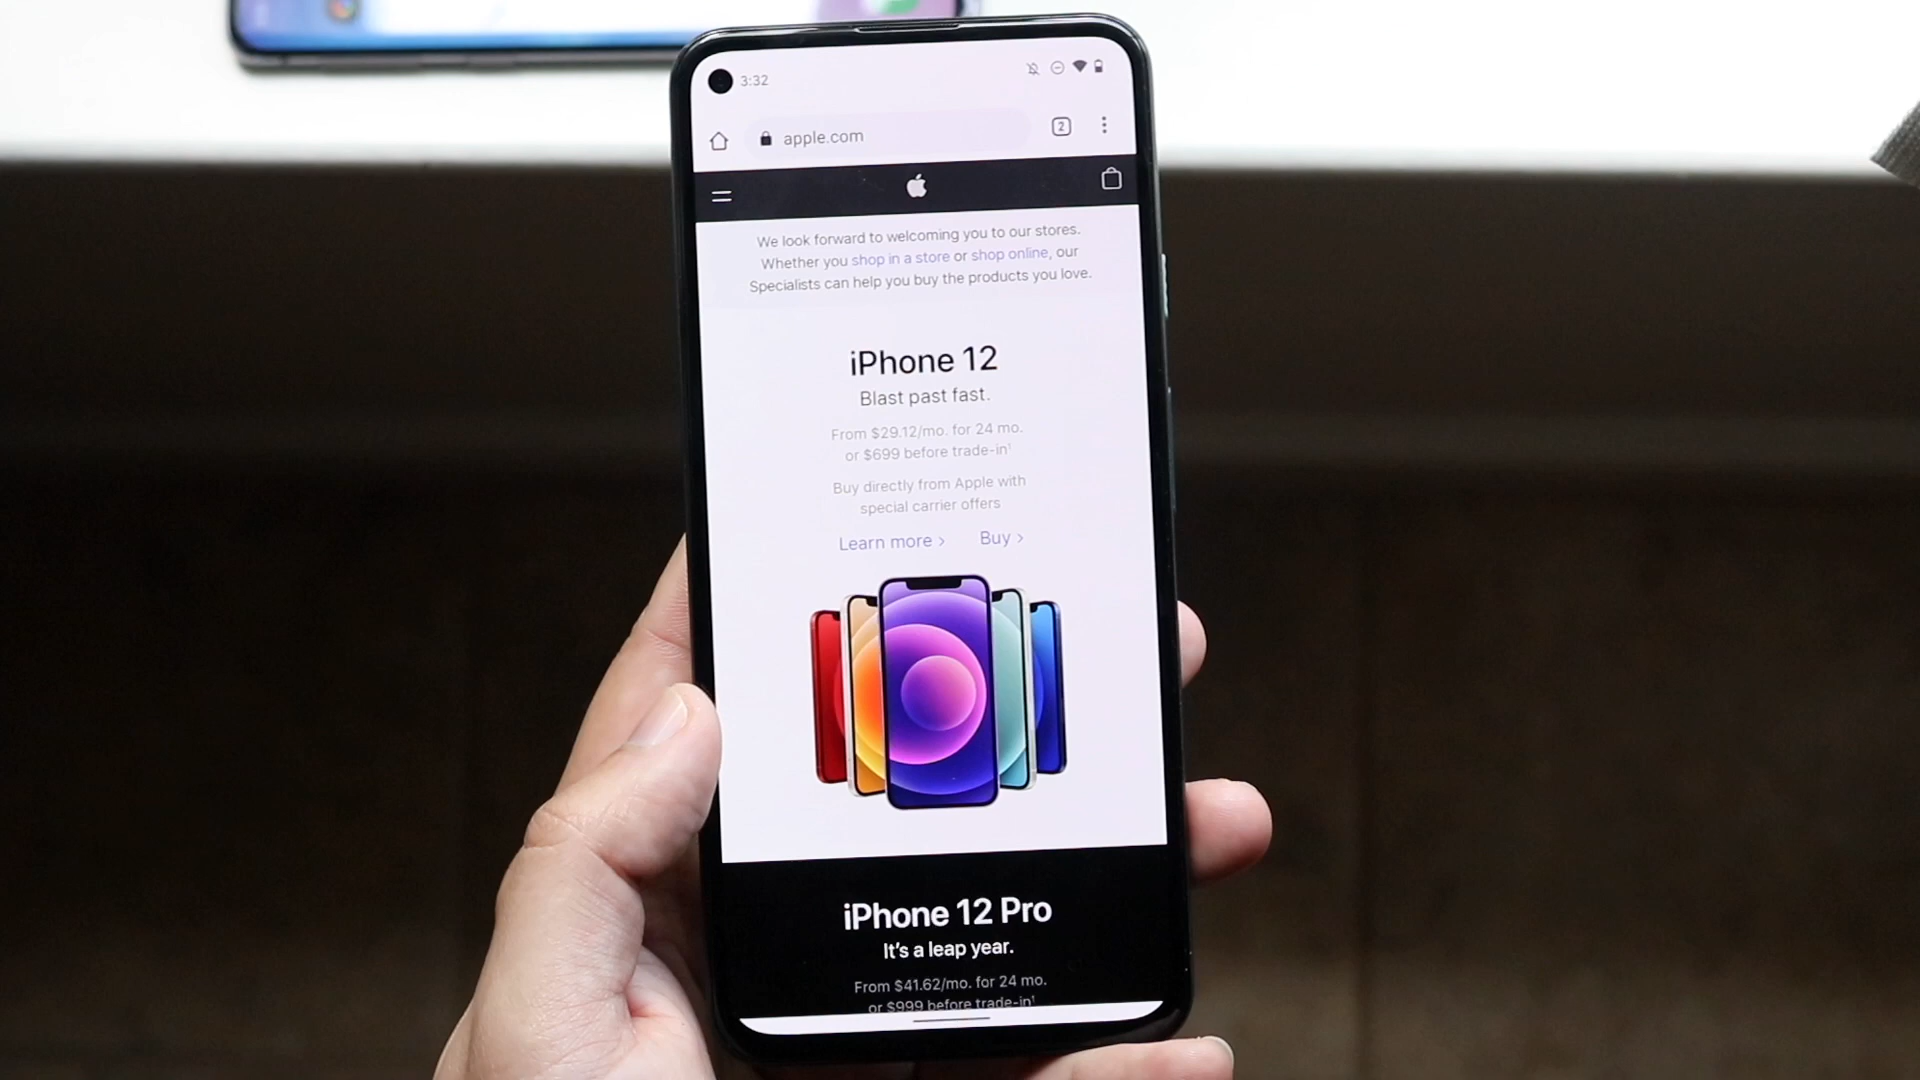 3:32
apple.com
2
We look forward to welcoming you to our stores.
Whether you shop in a store or shop online, our
Specialists can help you buy the products you love.
iPhone 12
Blast past fast.
From $29.12/mo. for 24 mo.
or $699 before trade-in¹
Buy directly from Apple with
special carrier offers
Learn more > Buy >
iPhone 12 Pro
It's a leap year.
From $41.62/mo. for 24 mo.
or $999 before trade-in¹